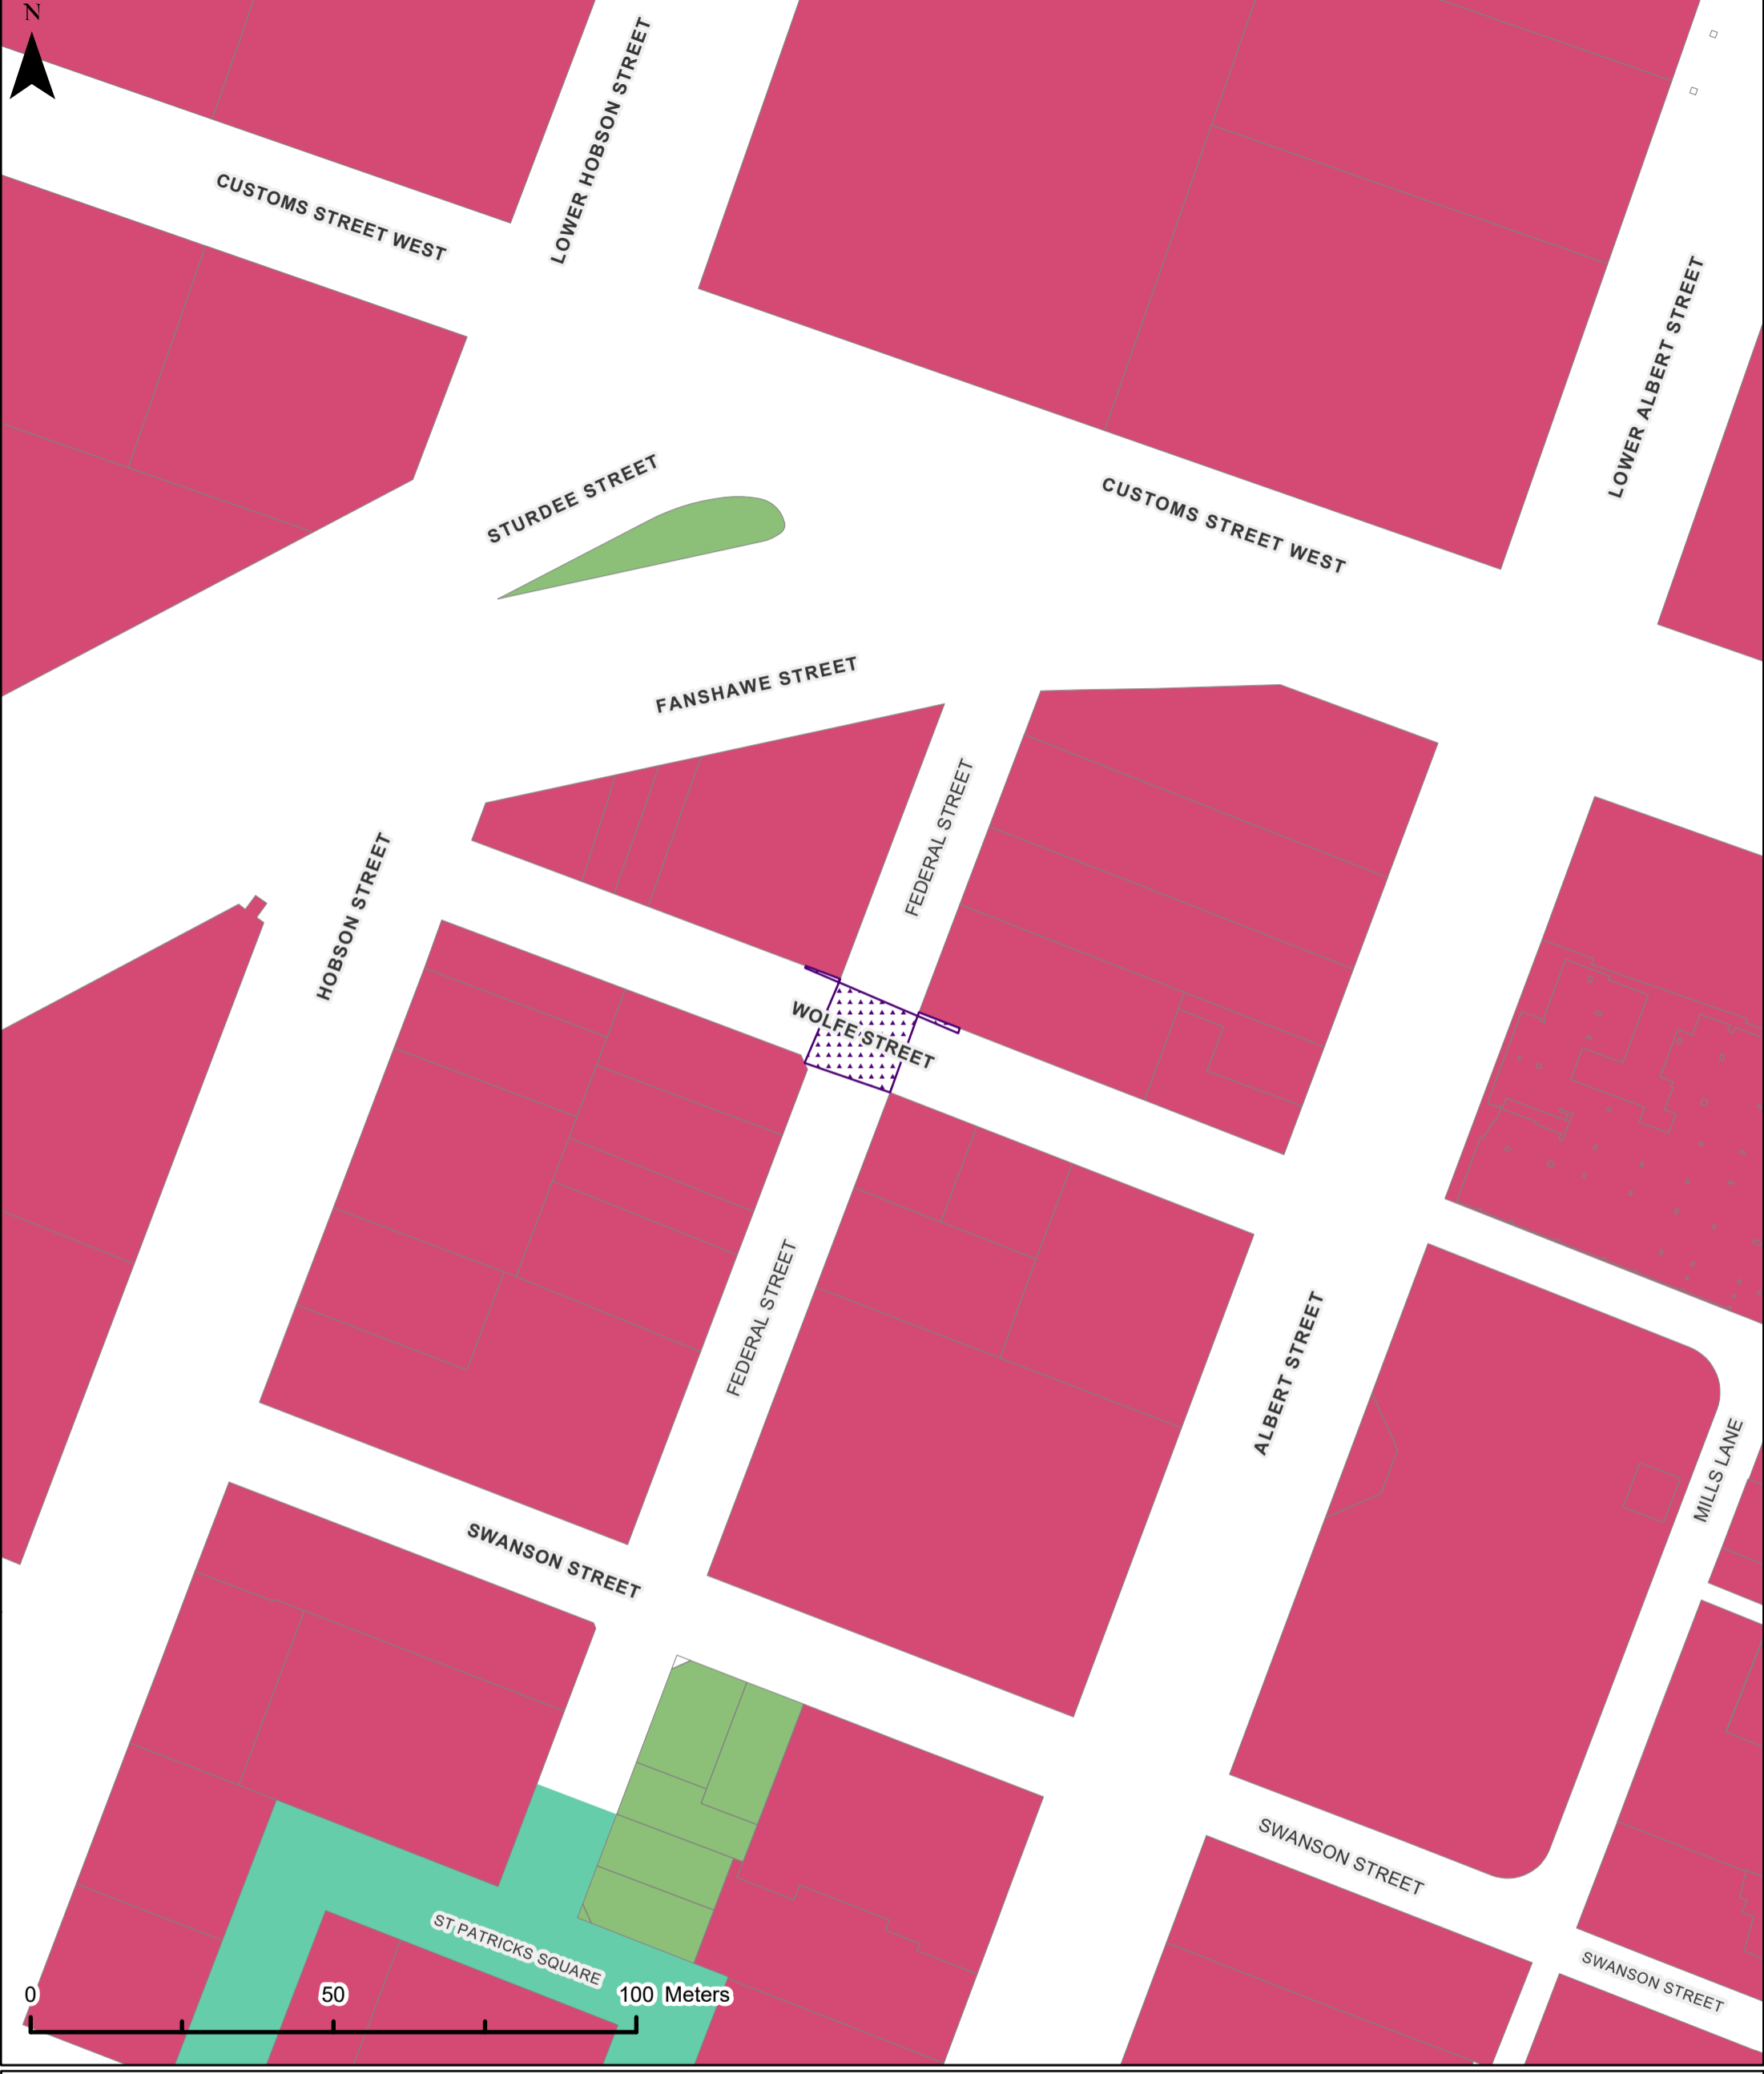 N
LOWER HOBSON STREET
CUSTOMS STREET WEST
LOWER ALBERT STREET
STURDEE STREET
CUSTOMS STREET WEST
FANSHAWE STREET
FEDERAL STREET
HOBSON STREET
WOLFE STREET
FEDERAL STREET
ALBERT STREET
MILLS LANE
SWANSON STREET
SWANSON STREET
ST PATRICKS SQUARE
SWANSON STREET
0 50 100 Meters